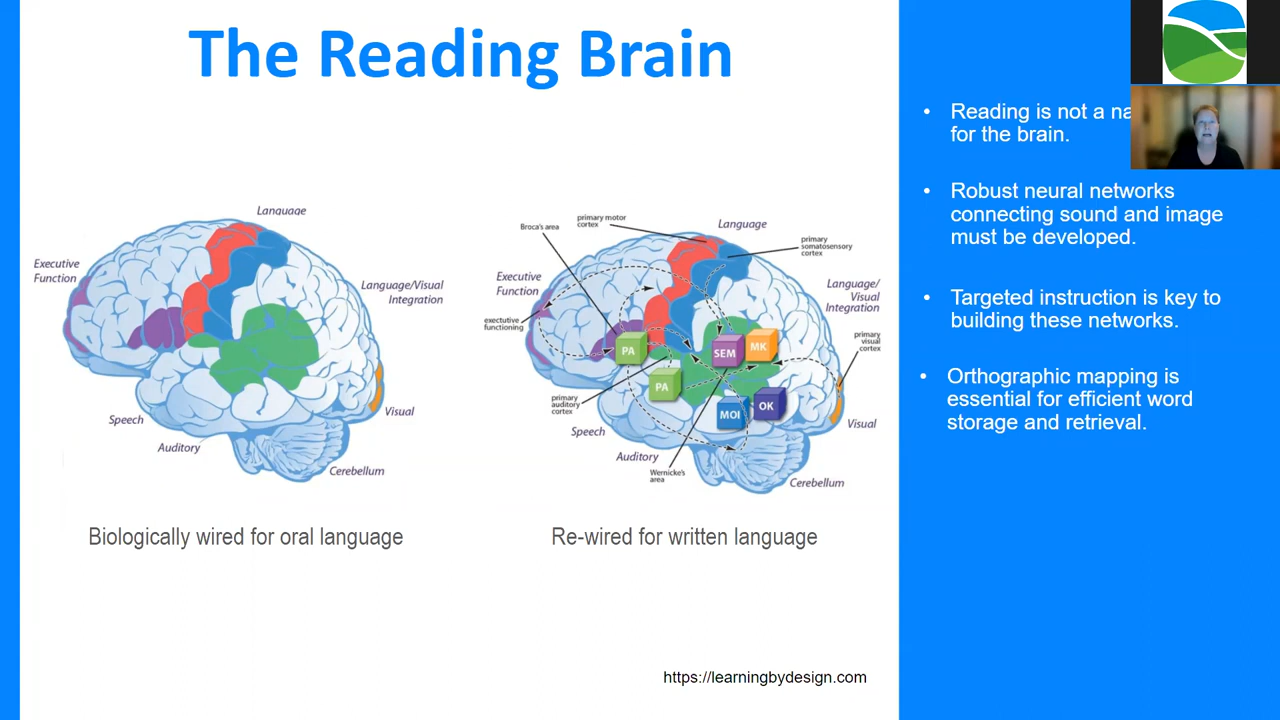 The Reading Brain
Language
Executive
Function
Language/Visual
Integration
Speech
Auditory
Visual
Cerebellum
Biologically wired for oral language
primary motor
cortex
Broca's area
Language
primary
somatosensory
cortex
Executive
Function
executive
functioning
Language/
Visual
Integration
primary
visual
cortex
PA
SEM
MK
PA
MOI
OK
primary
auditory
cortex
Speech
Auditory
Wernicke's
area
Visual
Cerebellum
Re-wired for written language
https://learningbydesign.com
• Reading is not a
for the brain.
• Robust neural networks
connecting sound and image
must be developed.
• Targeted instruction is key to
building these networks.
• Orthographic mapping is
essential for efficient word
storage and retrieval.